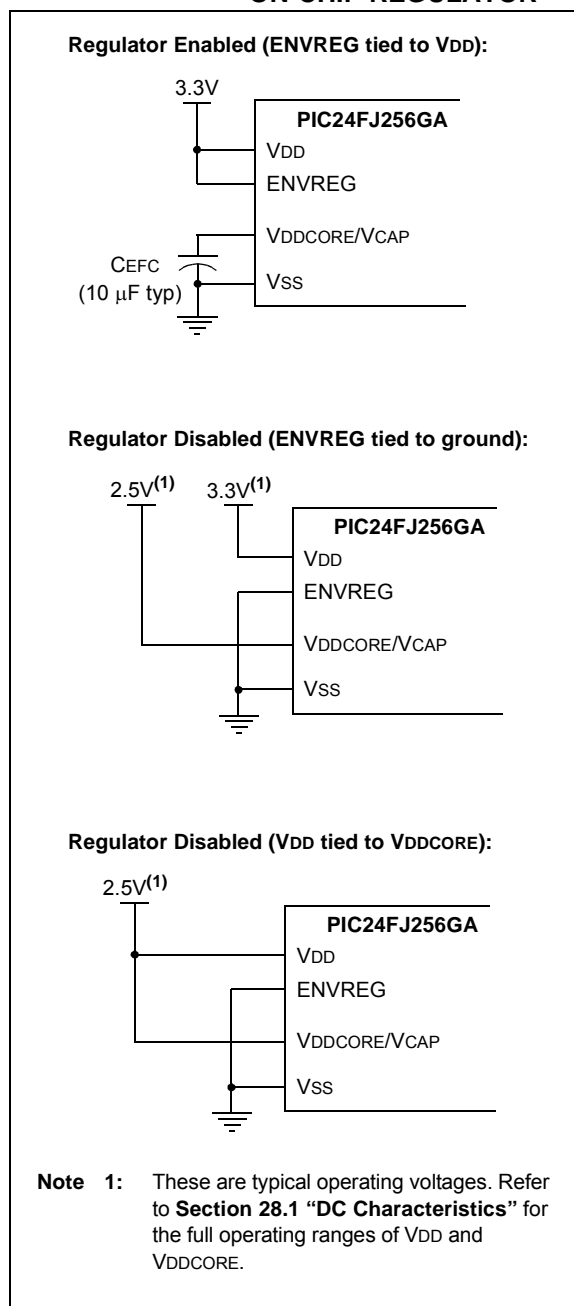 ON-CHIP REGULATOR
Regulator Enabled (ENVREG tied to VDD):
3.3V
PIC24FJ256GA
VDD
ENVREG
VDDCORE/VCAP
CEFC
(10 μF typ)
VSS
Regulator Disabled (ENVREG tied to ground):
2.5V(1) 3.3V(1)
PIC24FJ256GA
VDD
ENVREG
VDDCORE/VCAP
VSS
Regulator Disabled (VDD tied to VDDCORE):
2.5V(1)
PIC24FJ256GA
VDD
ENVREG
VDDCORE/VCAP
VSS
Note 1: These are typical operating voltages. Refer
to Section 28.1 “DC Characteristics” for
the full operating ranges of VDD and
VDDCORE.